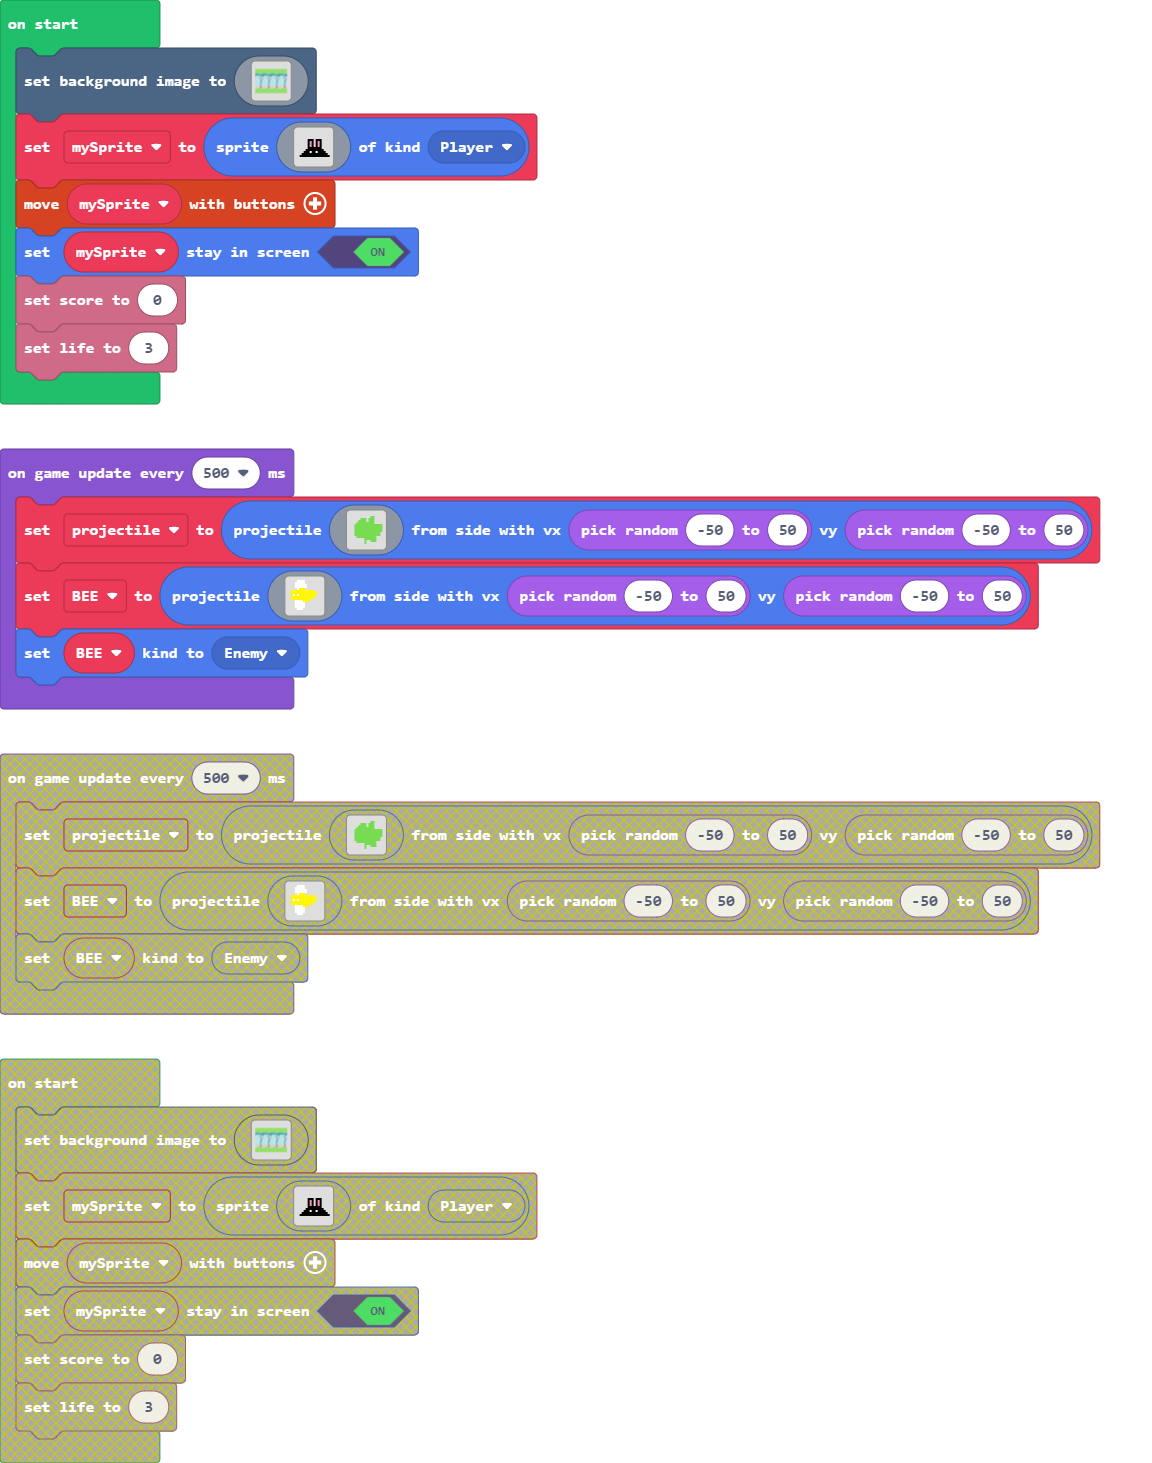 on start
set background image to
set mySprite to sprite of kind Player
move mySprite with buttons
set mySprite stay in screen ON
set score to 0
set life to 3
on game update every 500 ms
set projectile to projectile from side with vx pick random -50 to 50 vy pick random -50 to 50
set BEE to projectile from side with vx pick random -50 to 50 vy pick random -50 to 50
set BEE kind to Enemy
on game update every 500 ms
set projectile to projectile from side with vx pick random -50 to 50 vy pick random -50 to 50
set BEE to projectile from side with vx pick random -50 to 50 vy pick random -50 to 50
set BEE kind to Enemy
on start
set background image to
set mySprite to sprite of kind Player
move mySprite with buttons
set mySprite stay in screen ON
set score to 0
set life to 3